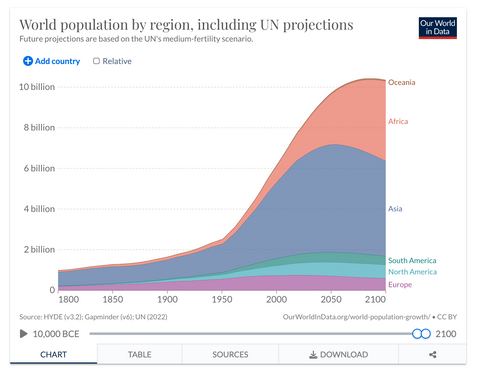 World population by region, including UN projections
Future projections are based on the UN's medium-fertility scenario.
Our World
in Data
Add country
Relative
10 billion
8 billion
6 billion
4 billion
2 billion
0
1800 1850 1900 1950 2000 2050 2100
Oceania
Africa
Asia
South America
North America
Europe
Source: HYDE (v3.2); Gapminder (v6); UN (2022)
OurWorldInData.org/world-population-growth/ • CC BY
10,000 BCE
2100
CHART
TABLE
SOURCES
DOWNLOAD